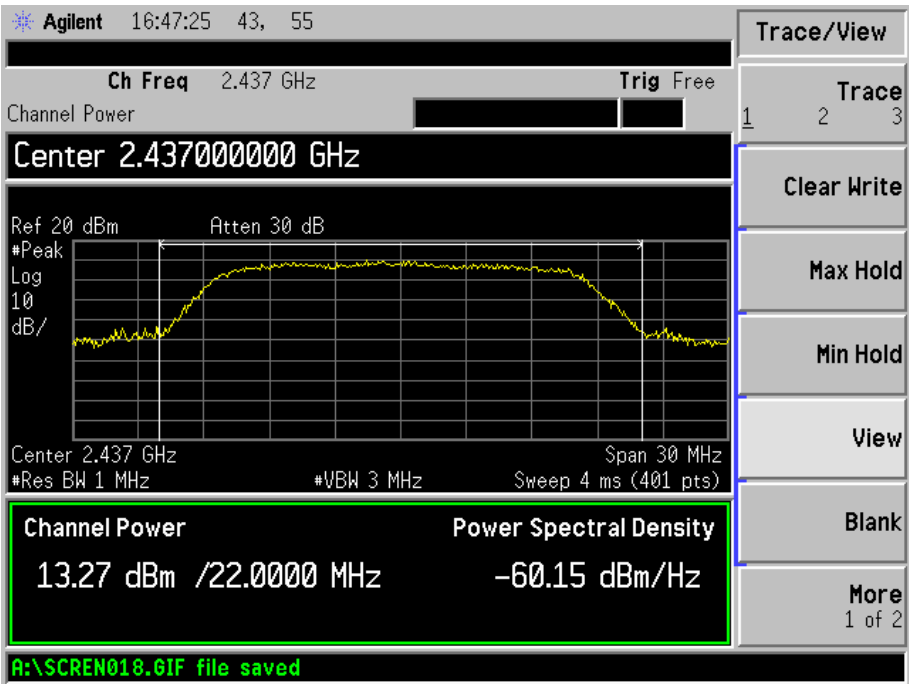 Agilent 16:47:25 43, 55
Trace/View
Ch Freq 2.437 GHz Trig Free
Channel Power
Trace
1 2 3
Center 2.437000000 GHz
Clear Write
Ref 20 dBm Atten 30 dB
#Peak
Log
10
dB/
Max Hold
Min Hold
View
Center 2.437 GHz Span 30 MHz
#Res BW 1 MHz #VBW 3 MHz Sweep 4 ms (401 pts)
Channel Power Power Spectral Density
Blank
13.27 dBm /22.0000 MHz -60.15 dBm/Hz
More
1 of 2
A:\SCREN018.GIF file saved